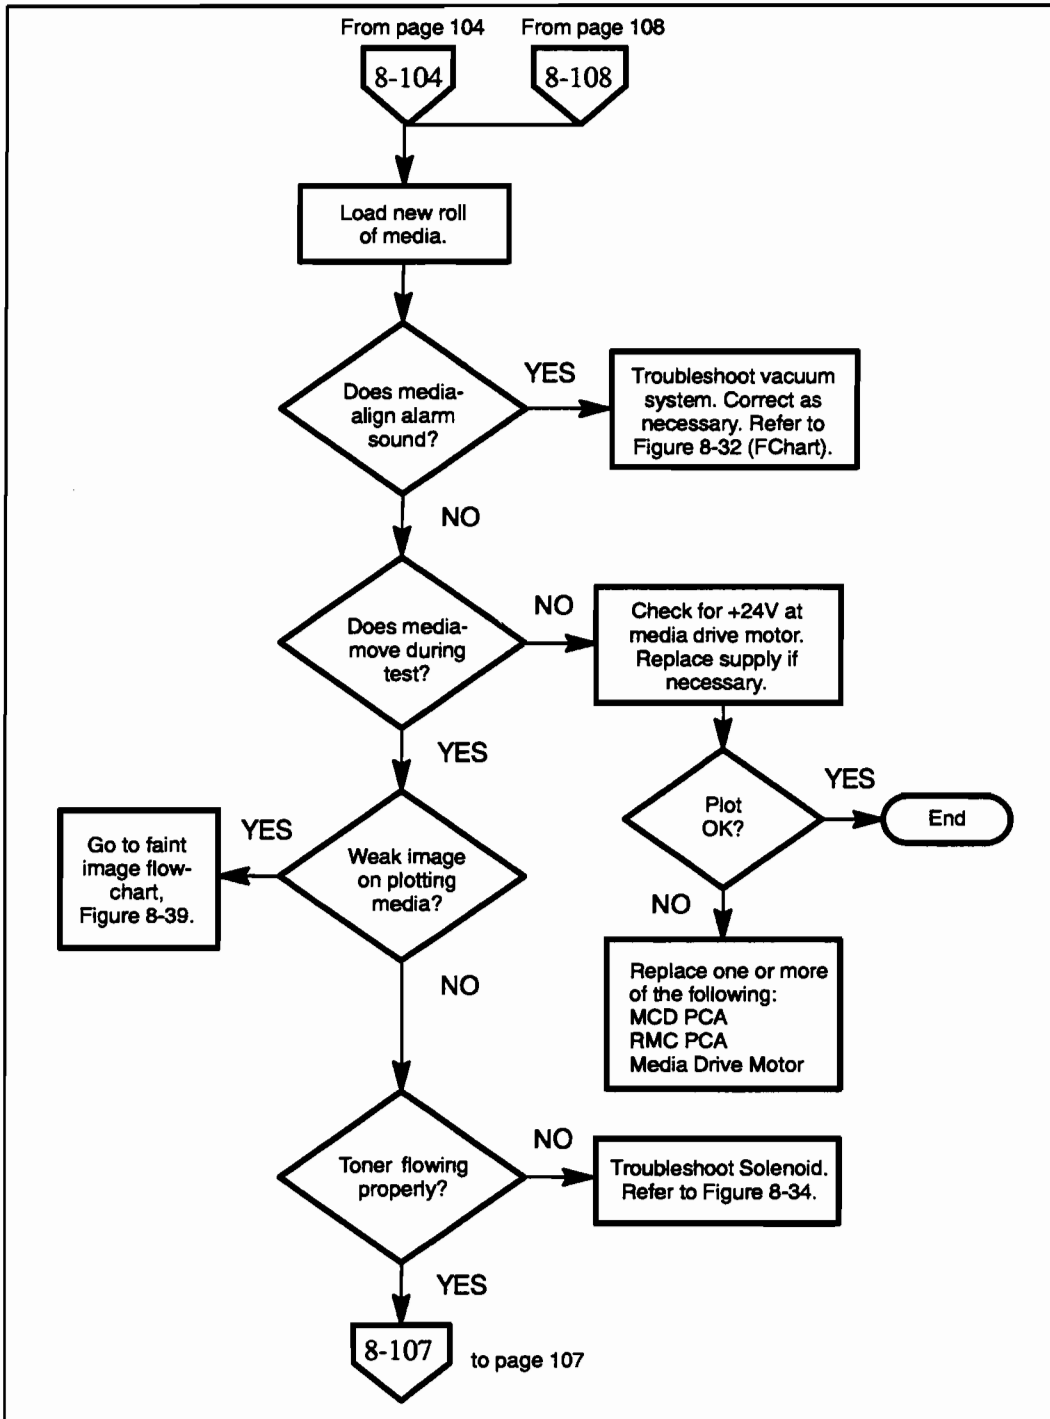 From page 104
From page 108
8-104
8-108
Load new roll
of media.
Does media-
align alarm
sound?
YES
Troubleshoot vacuum
system. Correct as
necessary. Refer to
Figure 8-32 (FChart).
NO
Does media-
move during
test?
NO
Check for +24V at
media drive motor.
Replace supply if
necessary.
YES
Plot
OK?
YES
End
Weak image
on plotting
media?
YES
Go to faint
image flow-
chart,
Figure 8-39.
NO
Replace one or more
of the following:
MCD PCA
RMC PCA
Media Drive Motor
NO
Toner flowing
properly?
NO
Troubleshoot Solenoid.
Refer to Figure 8-34.
YES
8-107
to page 107